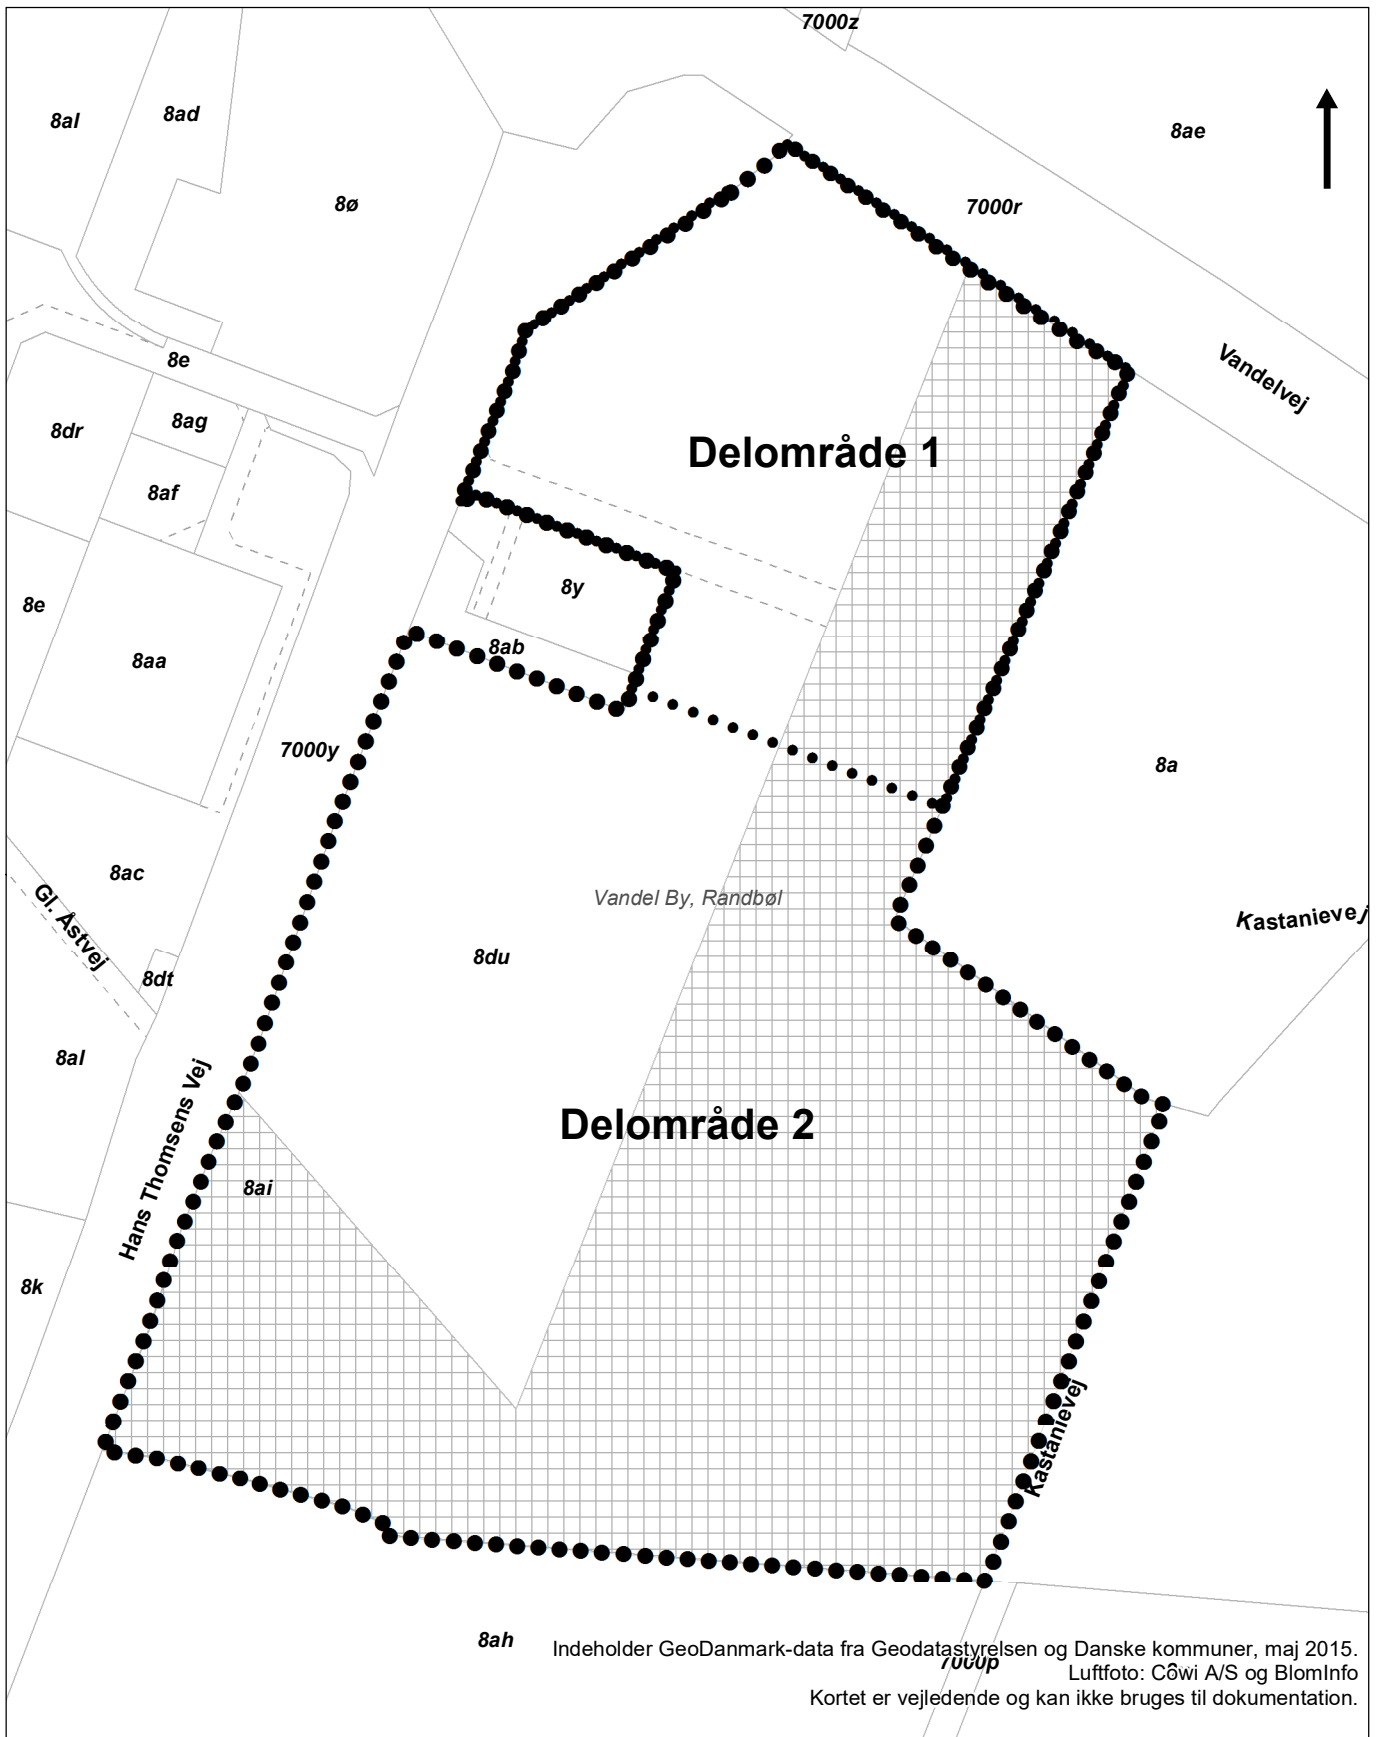 7000z
8al
8ad
8ae
8ø
7000r
8e
Vandelvej
8dr
8ag
Delområde 1
8af
8y
8e
8ab
8aa
7000y
8a
8ac
Vandel By, Randbøl
Gl. Åstvej
Kastanievej
8du
8dt
8al
Hans Thomsens Vej
Delområde 2
8ai
8k
Kastanievej
8ah
Indeholder GeoDanmark-data fra Geodatastyrelsen og Danske kommuner, maj 2015.
7000p
Luftfoto: Cowi A/S og BlomInfo
Kortet er vejledende og kan ikke bruges til dokumentation.